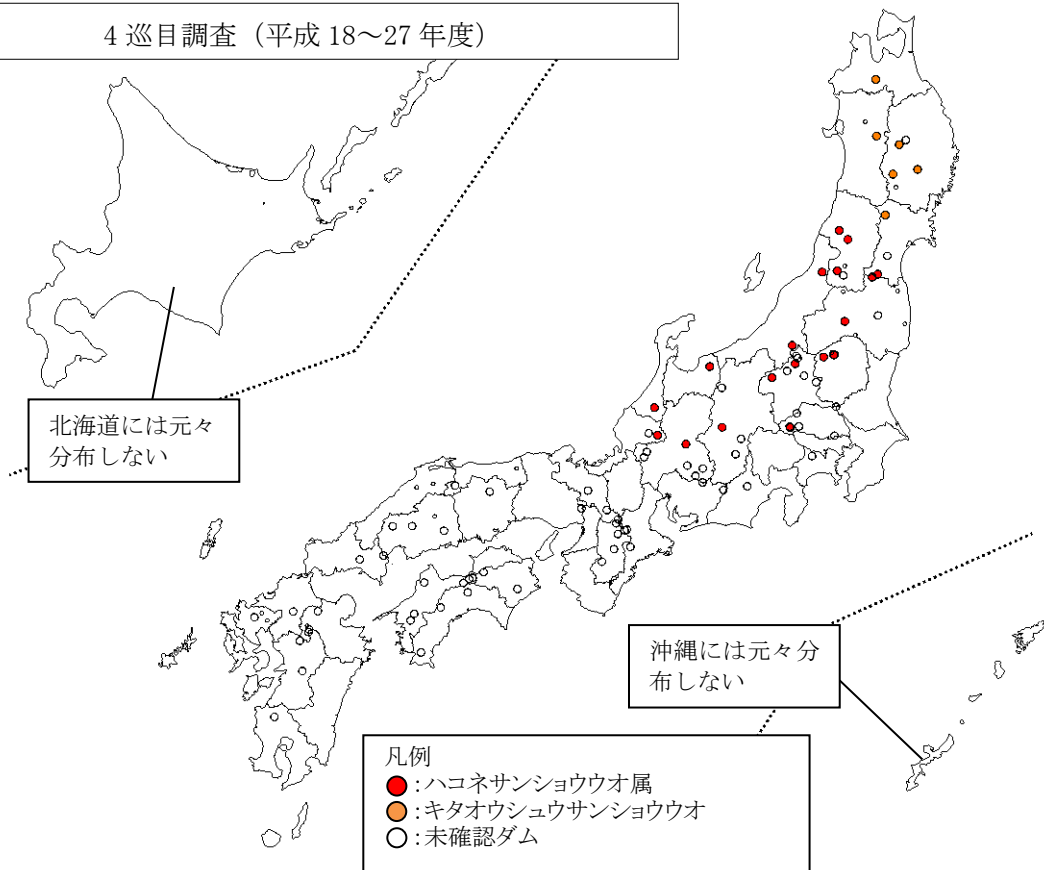 4 巡目調査（平成 18～27 年度）
北海道には元々
分布しない
沖縄には元々分
布しない
凡例
：ハコネサンショウウオ属
：キタオウシュウサンショウウオ
：未確認ダム